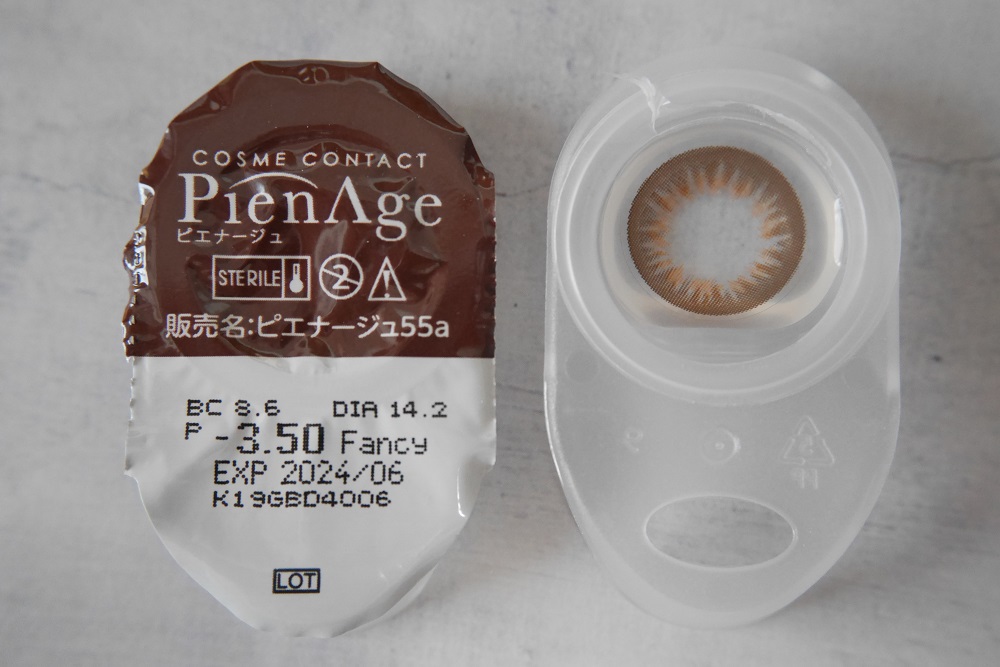 COSME CONTACT
PienAge
ピエナージュ
STERILE 2
販売名:ピエナージュ55a
BC 8.6 DIA 14.2
P -3.50 Fancy
EXP 2024/06
K19GBD4006
LOT